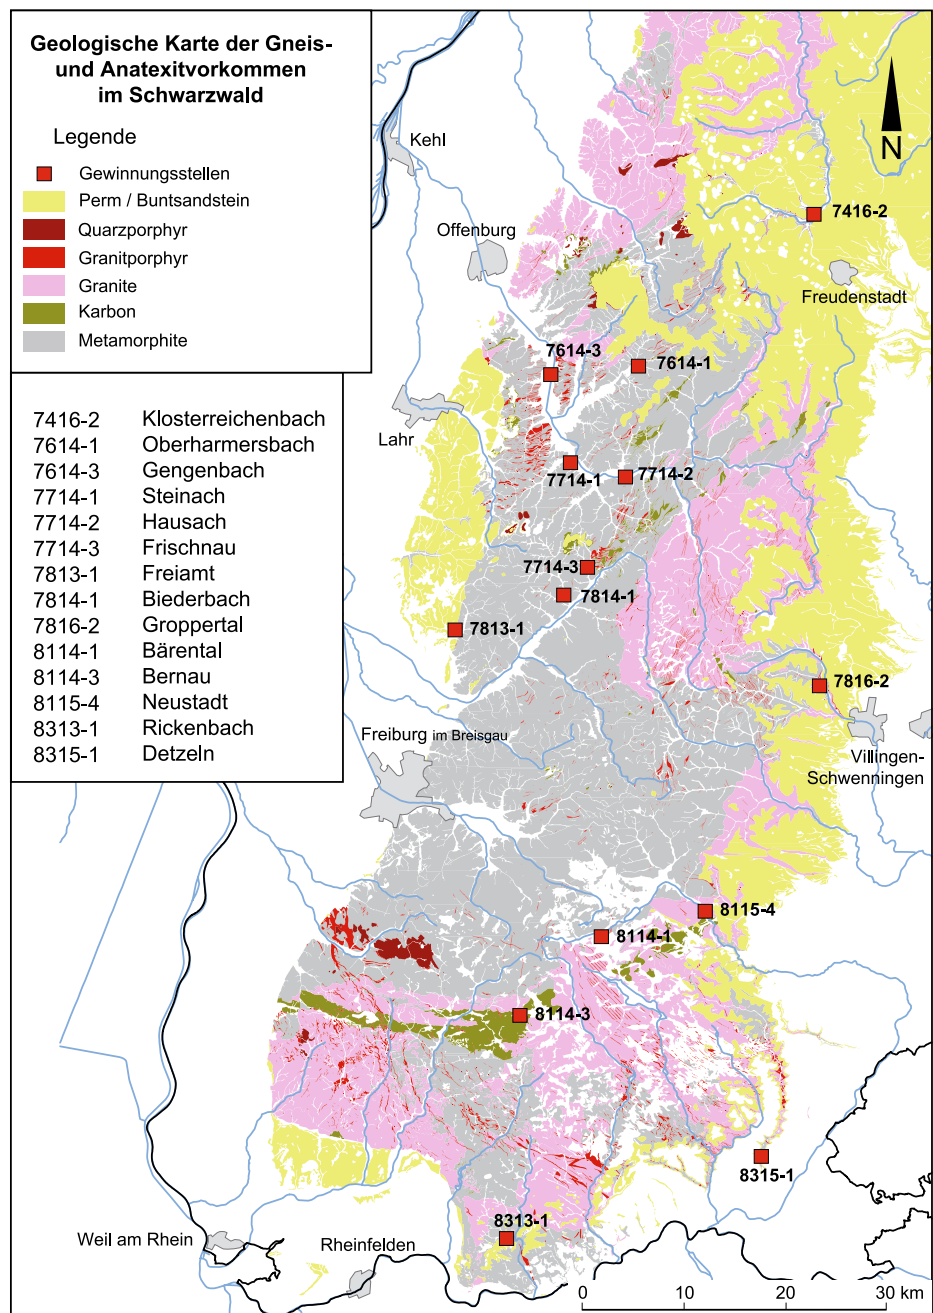 Geologische Karte der Gneis-
und Anatexitvorkommen
im Schwarzwald
Legende
Gewinnungsstellen
Perm / Buntsandstein
Quarzporphyr
Granitporphyr
Granite
Karbon
Metamorphite
7416-2 Klosterreichenbach
7614-1 Oberharmersbach
7614-3 Gengenbach
7714-1 Steinach
7714-2 Hausach
7714-3 Frischnau
7813-1 Freiamt
7814-1 Biederbach
7816-2 Groppertal
8114-1 Bärental
8114-3 Bernau
8115-4 Neustadt
8313-1 Rickenbach
8315-1 Detzeln
Kehl
N
7416-2
Offenburg
Freudenstadt
7614-3
7614-1
Lahr
7714-1
7714-2
7714-3
7814-1
7813-1
7816-2
Freiburg im Breisgau
Villingen-
Schwenningen
8115-4
8114-1
8114-3
8315-1
8313-1
Weil am Rhein
Rheinfelden
0 10 20 30 km